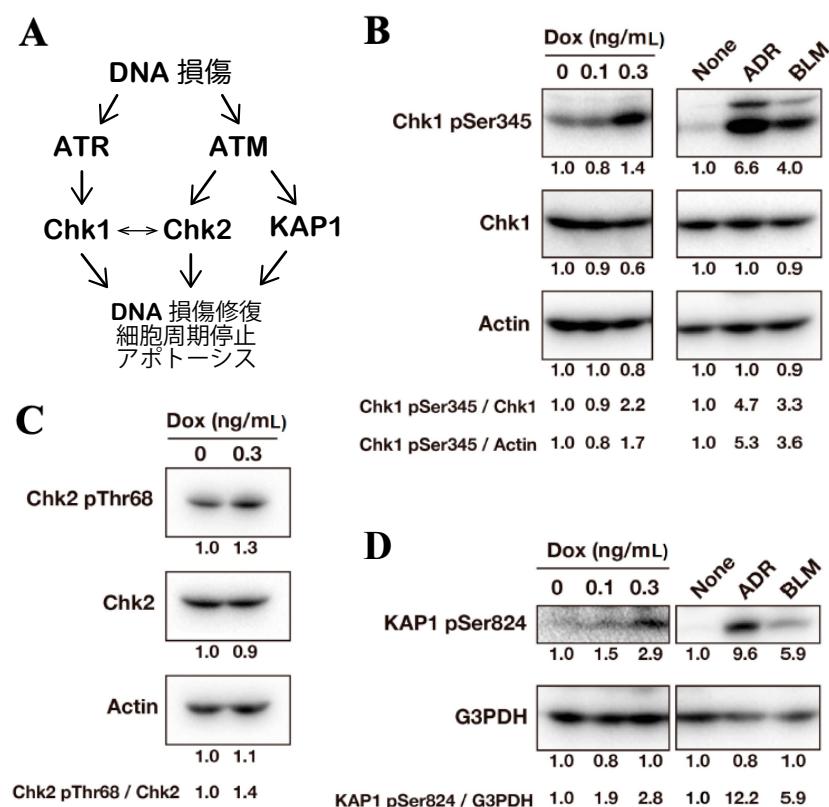 A
DNA 損傷
ATR ATM
Chk1 Chk2 KAP1
DNA 損傷修復
細胞周期停止
アポトーシス
B
Dox (ng/mL)
0 0.1 0.3 None ADR BLM
Chk1 pSer345
1.0 0.8 1.4 1.0 6.6 4.0
Chk1
1.0 0.9 0.6 1.0 1.0 0.9
Actin
1.0 1.0 0.8 1.0 1.0 0.9
Chk1 pSer345 / Chk1 1.0 0.9 2.2 1.0 4.7 3.3
Chk1 pSer345 / Actin 1.0 0.8 1.7 1.0 5.3 3.6
C
Dox (ng/mL)
0 0.3
Chk2 pThr68
1.0 1.3
Chk2
1.0 0.9
Actin
1.0 1.1
Chk2 pThr68 / Chk2 1.0 1.4
D
Dox (ng/mL)
0 0.1 0.3 None ADR BLM
KAP1 pSer824
1.0 1.5 2.9 1.0 9.6 5.9
G3PDH
1.0 0.8 1.0 1.0 0.8 1.0
KAP1 pSer824 / G3PDH 1.0 1.9 2.8 1.0 12.2 5.9